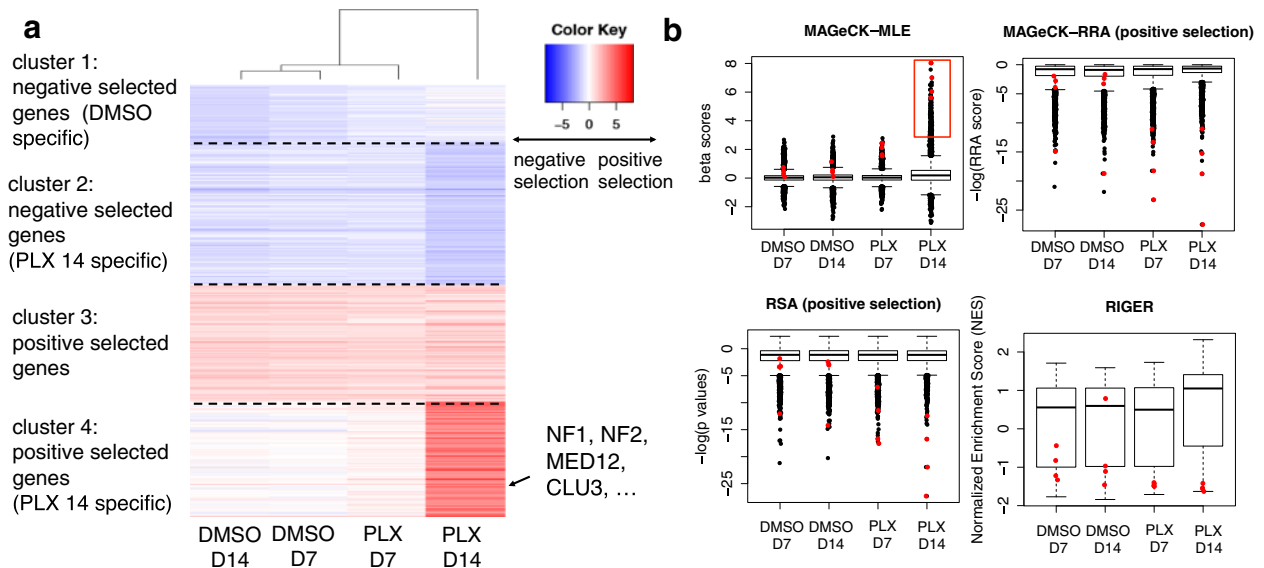 a
cluster 1:
negative selected
genes (DMSO
specific)
cluster 2:
negative selected
genes
(PLX 14 specific)
cluster 3:
positive selected
genes
cluster 4:
positive selected
genes
(PLX 14 specific)
Color Key
−5 0 5
negative positive
selection selection
NF1, NF2,
MED12,
CLU3, …
DMSO D14
DMSO D7
PLX D7
PLX D14
b
MAGeCK−MLE
beta scores
8
6
4
2
0
−2
DMSO D7
DMSO D14
PLX D7
PLX D14
MAGeCK−RRA (positive selection)
−log(RRA score)
0
−5
−15
−25
DMSO D7
DMSO D14
PLX D7
PLX D14
RSA (positive selection)
−log(p values)
0
−5
−15
−25
DMSO D7
DMSO D14
PLX D7
PLX D14
RIGER
Normalized Enrichment Score (NES)
2
1
0
−1
−2
DMSO D7
DMSO D14
PLX D7
PLX D14